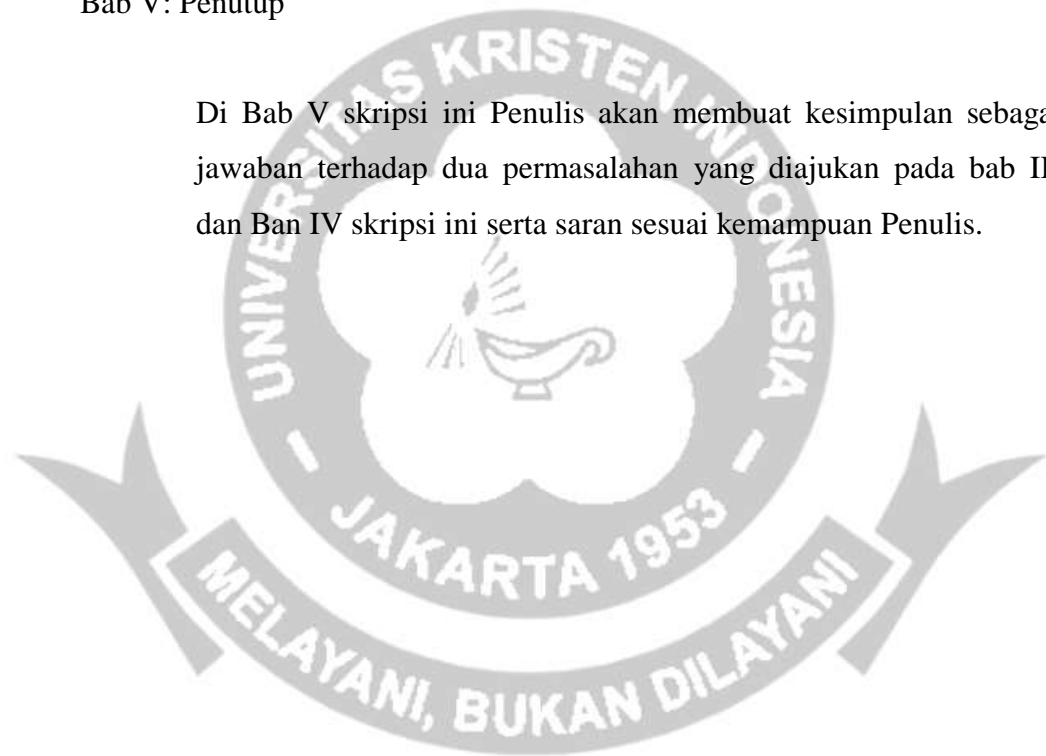 Bab V: Penutup
Di Bab V skripsi ini Penulis akan membuat kesimpulan sebaga
jawaban terhadap dua permasalahan yang diajukan pada bab II
dan Ban IV skripsi ini serta saran sesuai kemampuan Penulis.
UNIVERSITAS KRISTEN INDONESIA
JAKARTA 1953
MELAYANI, BUKAN DILAYANI